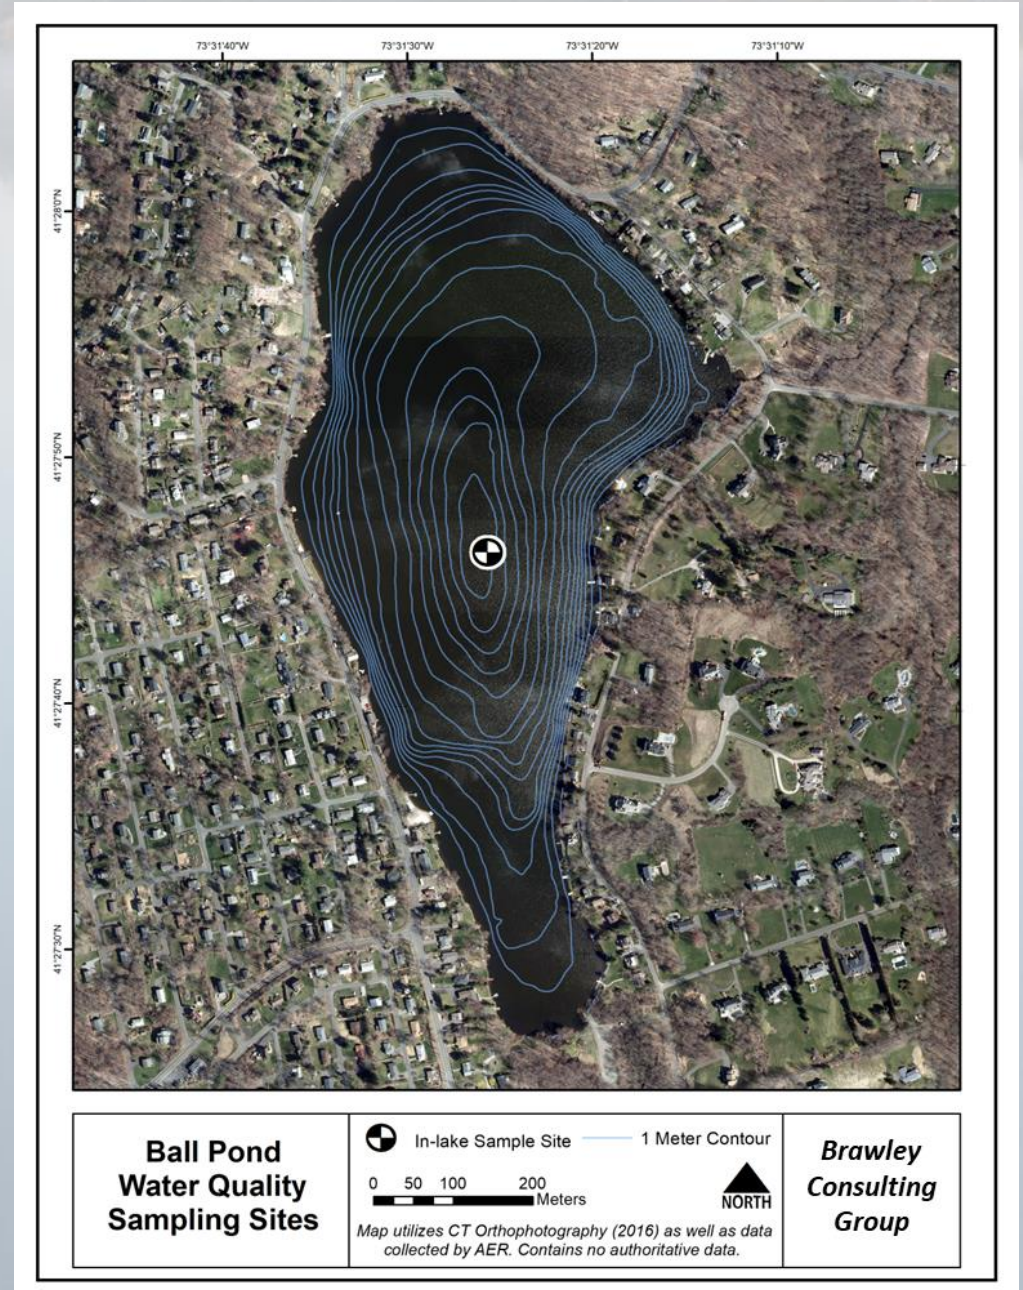 73°31'40"W
73°31'30"W
73°31'20"W
73°31'10"W
41°28'0"N
41°27'50"N
41°27'40"N
41°27'30"N
Ball Pond
Water Quality
Sampling Sites
In-lake Sample Site
1 Meter Contour
0 50 100 200
Meters
NORTH
Map utilizes CT Orthophotography (2016) as well as data
collected by AER. Contains no authoritative data.
Brawley
Consulting
Group